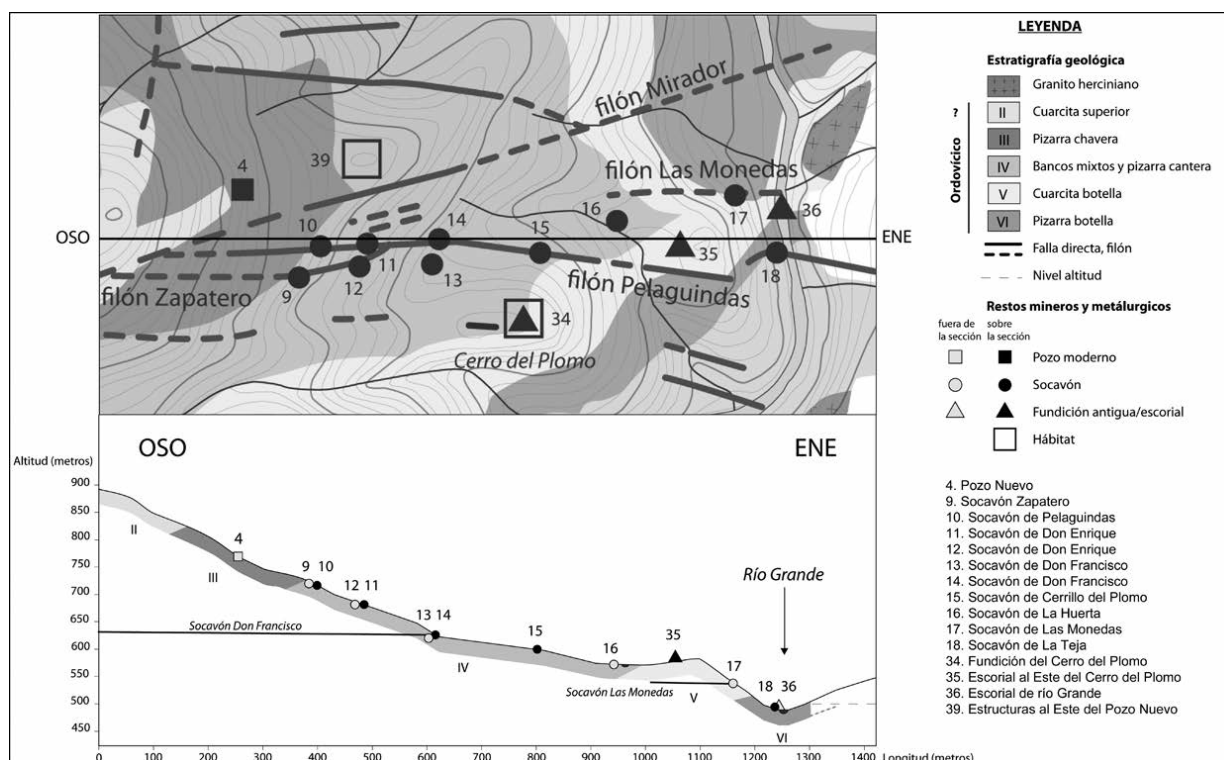 filón Mirador
39
4
filón Las Monedas
10
14
16
17
36
15
OSO
ENE
11
35
9
12
13
18
filón Zapatero
filón Pelaguindas
34
Cerro del Plomo
OSO
ENE
Altitud (metros)
900
850
800
750
700
650
600
550
500
450
II
4
III
9 10
12 11
Río Grande
13 14
Socavón Don Francisco
15
35
16
IV
17
Socavón Las Monedas
V
18 36
VI
0 100 200 300 400 500 600 700 800 900 1000 1100 1200 1300 1400
Longitud (metros)
LEYENDA
Estratigrafía geológica
Granito herciniano
?
Ordovícico
II Cuarcita superior
III Pizarra chavera
IV Bancos mixtos y pizarra cantera
V Cuarcita botella
VI Pizarra botella
Falla directa, filón
Nivel altitud
Restos mineros y metálurgicos
fuera de
la sección
sobre
la sección
Pozo moderno
Socavón
Fundición antigua/escorial
Hábitat
4. Pozo Nuevo
9. Socavón Zapatero
10. Socavón de Pelaguindas
11. Socavón de Don Enrique
12. Socavón de Don Enrique
13. Socavón de Don Francisco
14. Socavón de Don Francisco
15. Socavón de Cerrillo del Plomo
16. Socavón de La Huerta
17. Socavón de Las Monedas
18. Socavón de La Teja
34. Fundición del Cerro del Plomo
35. Escorial al Este del Cerro del Plomo
36. Escorial de río Grande
39. Estructuras al Este del Pozo Nuevo